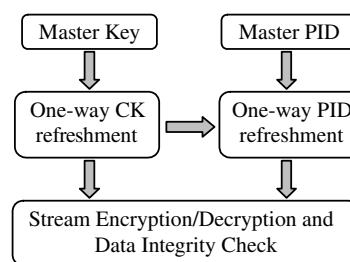 Master Key
Master PID
One-way CK
refreshment
One-way PID
refreshment
Stream Encryption/Decryption and
Data Integrity Check